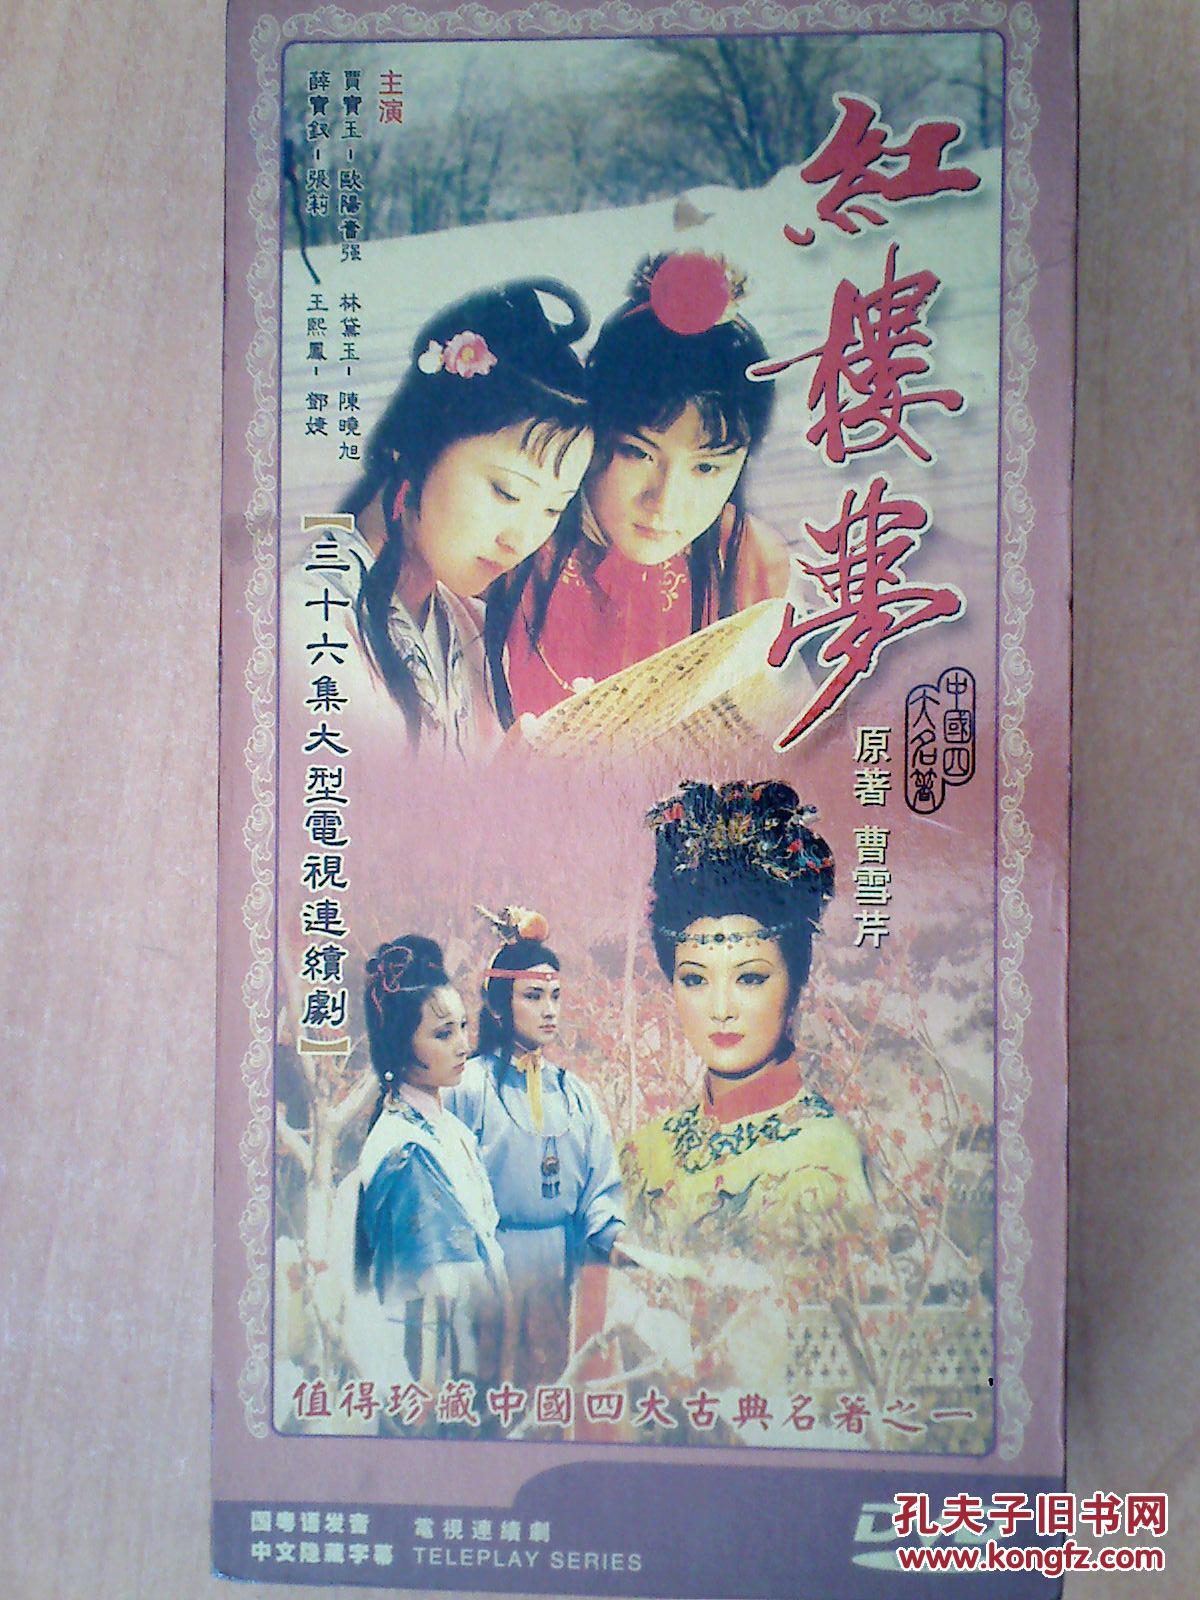 紅樓夢
中國四
大名著
原著 曹雪芹
主演
賈寶玉-歐陽奮强 林黛玉-陳曉旭
薛寶釵-張莉 王熙鳳-鄧婕
【三十六集大型電視連續劇】
值得珍藏中國四大古典名著之一
国粤语发音
中文隐藏字幕
電視連續劇
TELEPLAY SERIES
孔夫子旧书网
www.kongfz.com